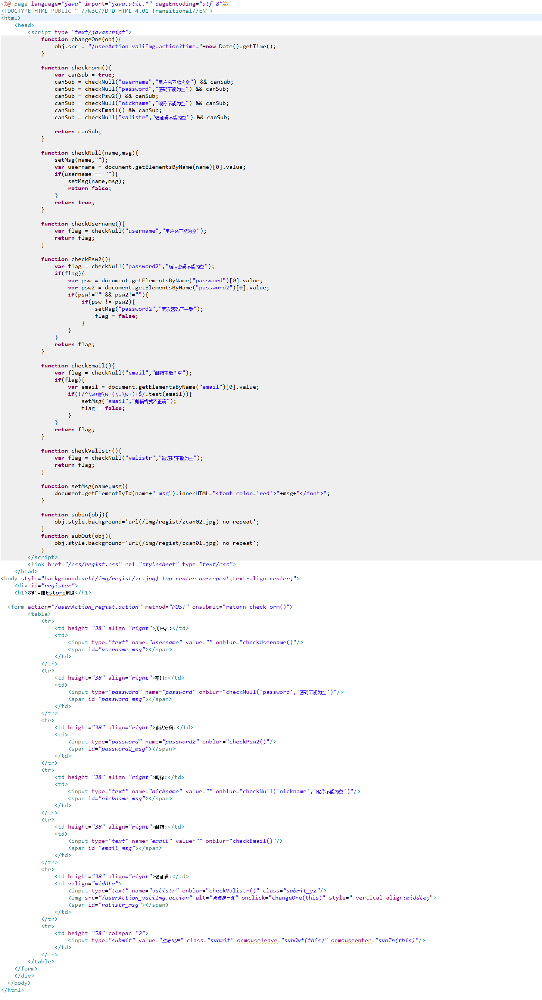 <%@ page language="java" import="java.util.*" pageEncoding="utf-8"%>
<!DOCTYPE HTML PUBLIC "-//W3C//DTD HTML 4.01 Transitional//EN">
<html>
    <head>
        <script type="text/javascript">
            function changeOne(obj){
                obj.src = "/userAction_valiImg.action?time="+new Date().getTime();
            }

            function checkForm(){
                var canSub = true;
                canSub = checkNull("username","用户名不能为空") && canSub;
                canSub = checkNull("password","密码不能为空") && canSub;
                canSub = checkPsw2() && canSub;
                canSub = checkNull("nickname","昵称不能为空") && canSub;
                canSub = checkEmail() && canSub;
                canSub = checkNull("valistr","验证码不能为空") && canSub;

                return canSub;
            }

            function checkNull(name,msg){
                setMsg(name,"");
                var username = document.getElementsByName(name)[0].value;
                if(username == ""){
                    setMsg(name,msg);
                    return false;
                }
                return true;
            }

            function checkUsername(){
                var flag = checkNull("username","用户名不能为空");
                return flag;
            }

            function checkPsw2(){
                var flag = checkNull("password2","确认密码不能为空");
                if(flag){
                    var psw = document.getElementsByName("password")[0].value;
                    var psw2 = document.getElementsByName("password2")[0].value;
                    if(psw!="" && psw2!=""){
                        if(psw != psw2){
                            setMsg("password2","两次密码不一致");
                            flag = false;
                        }
                    }
                }
                return flag;
            }

            function checkEmail(){
                var flag = checkNull("email","邮箱不能为空");
                if(flag){
                    var email = document.getElementsByName("email")[0].value;
                    if(!/^\w+@\w+(\.\w+)+$/.test(email)){
                        setMsg("email","邮箱格式不正确");
                        flag = false;
                    }
                }
                return flag;
            }

            function checkValistr(){
                var flag = checkNull("valistr","验证码不能为空");
                return flag;
            }

            function setMsg(name,msg){
                document.getElementById(name+"_msg").innerHTML="<font color='red'>"+msg+"</font>";
            }

            function subIn(obj){
                obj.style.background='url(/img/regist/zcan02.jpg) no-repeat';
            }
            function subOut(obj){
                obj.style.background='url(/img/regist/zcan01.jpg) no-repeat';
            }
        </script>
        <link href="/css/regist.css" rel="stylesheet" type="text/css">
    </head>
<body style="background:url(/img/regist/zc.jpg) top center no-repeat;text-align:center;">
    <div id="register">
    <h1>欢迎注册Estore商城</h1>

  <form action="/userAction_regist.action" method="POST" onsubmit="return checkForm()">
        <table>
            <tr>
                <td height="38" align="right">用户名:</td>
                <td>
                    <input type="text" name="username" value="" onblur="checkUsername()"/>
                    <span id="username_msg"></span>
                </td>
            </tr>
            <tr>
                <td height="38" align="right">密码:</td>
                <td>
                    <input type="password" name="password" onblur="checkNull('password','密码不能为空')"/>
                    <span id="password_msg"></span>
                </td>
            </tr>
            <tr>
                <td height="38" align="right">确认密码:</td>
                <td>
                    <input type="password" name="password2" onblur="checkPsw2()"/>
                    <span id="password2_msg"></span>
                </td>
            </tr>
            <tr>
                <td height="38" align="right">昵称:</td>
                <td>
                    <input type="text" name="nickname" value="" onblur="checkNull('nickname','昵称不能为空')"/>
                    <span id="nickname_msg"></span>
                </td>
            </tr>
            <tr>
                <td height="38" align="right">邮箱:</td>
                <td>
                    <input type="text" name="email" value="" onblur="checkEmail()"/>
                    <span id="email_msg"></span>
                </td>
            </tr>
            <tr>
                <td height="38" align="right">验证码:</td>
                <td valign="middle">
                    <input type="text" name="valistr" onblur="checkValistr()" class="submit_yz"/>
                    <img src="/userAction_valiImg.action" alt="点我换一张" onclick="changeOne(this)" style=" vertical-align:middle;">
                    <span id="valistr_msg"></span>
                </td>
            </tr>
            <tr>
                <td height="58" colspan="2">
                    <input type="submit" value="注册用户" class="submit" onmouseleave="subOut(this)" onmouseenter="subIn(this)"/>
                </td>
            </tr>
        </table>
    </form>
    </div>
  </body>
</html>